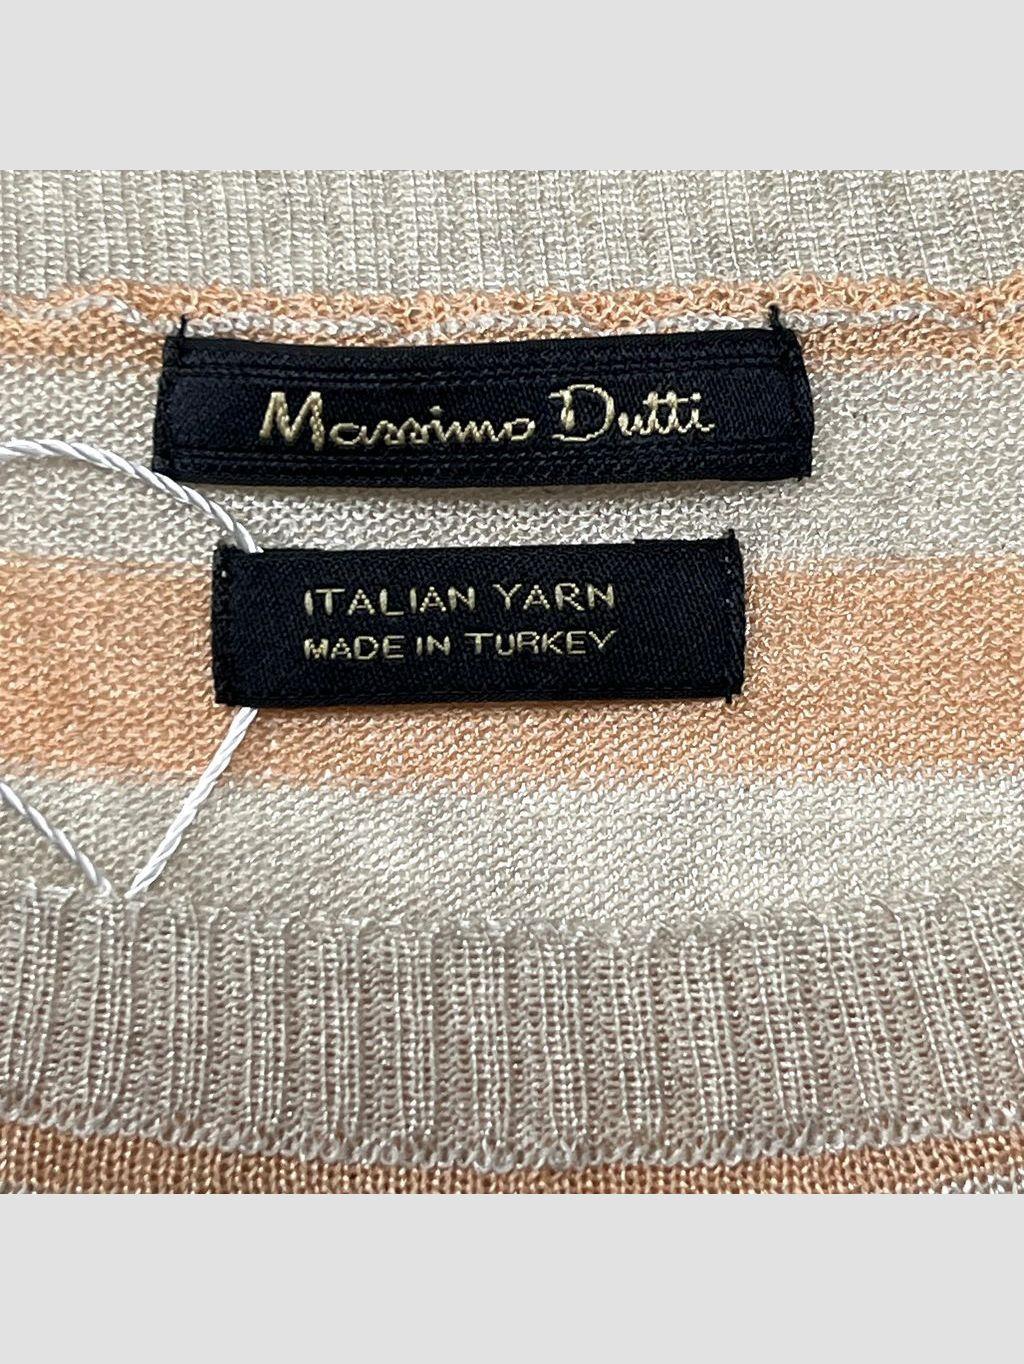 Massimo Dutti
ITALIAN YARN
MADE IN TURKEY